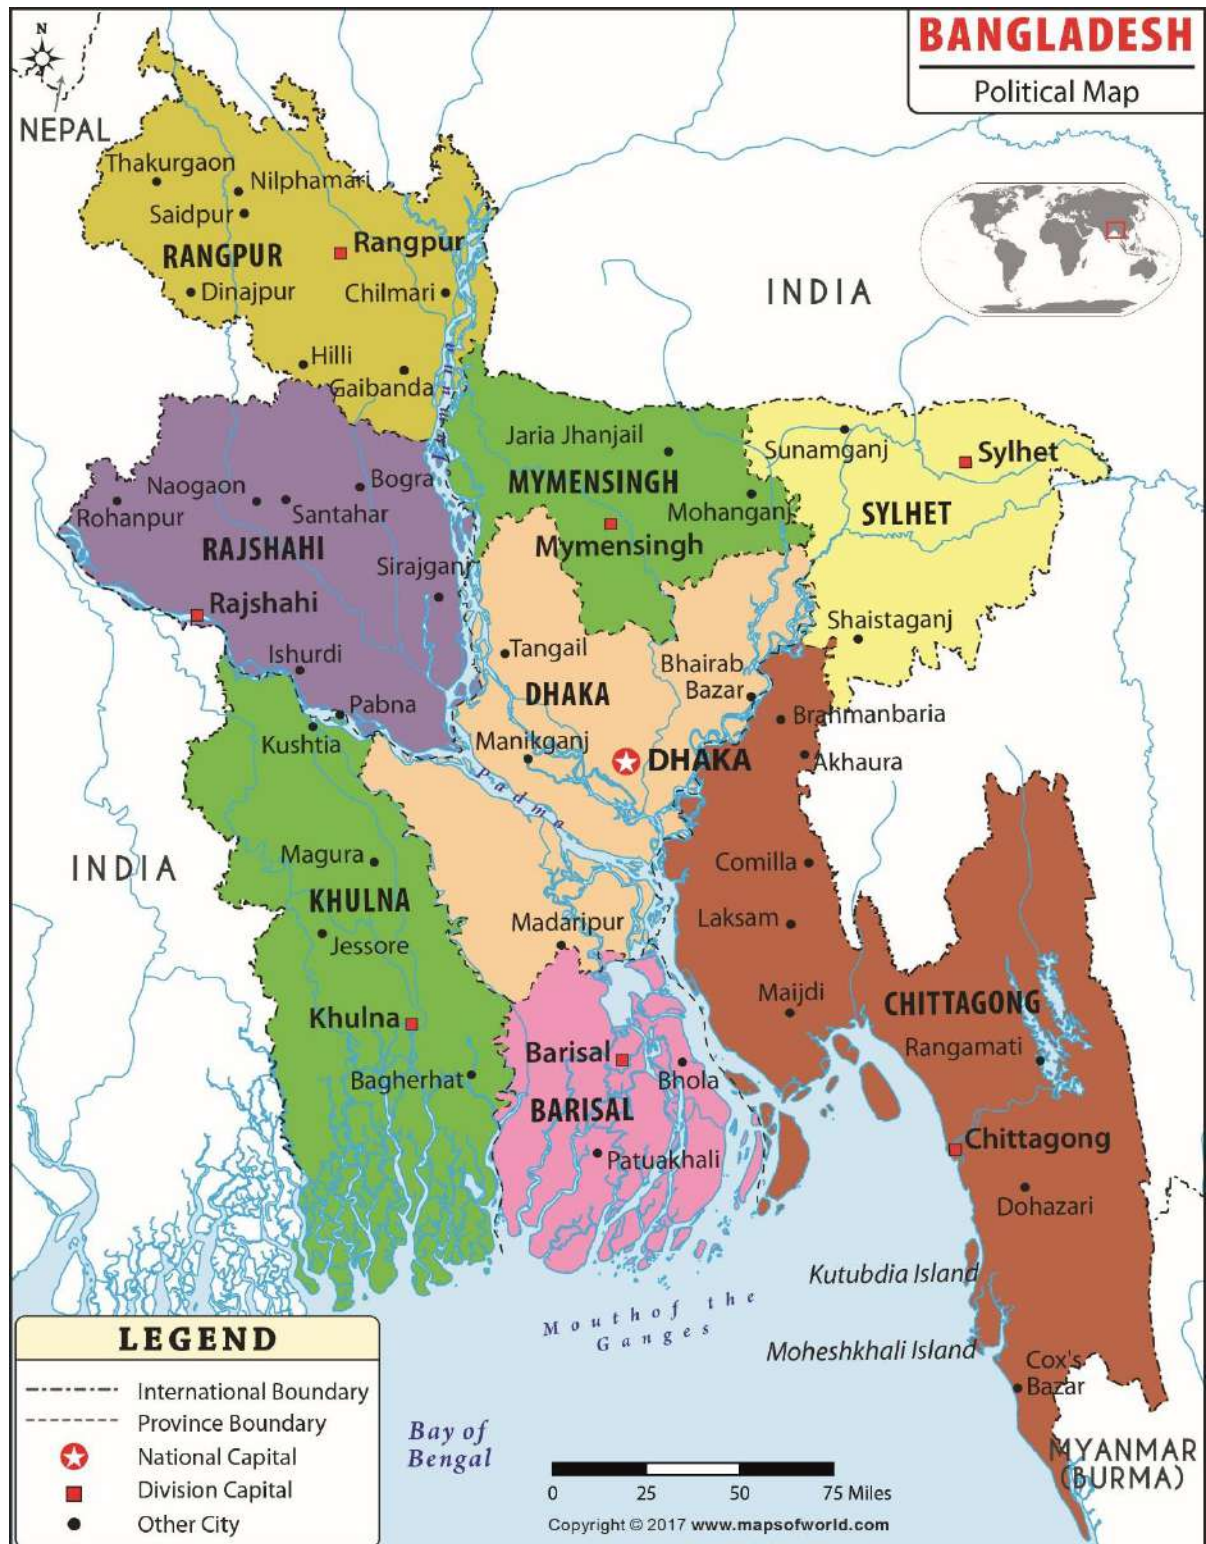 BANGLADESH
Political Map
N
NEPAL
Thakurgaon
Nilphamari
Saidpur
RANGPUR
Rangpur
Dinajpur
Chilmari
INDIA
Hilli
Gaibanda
Jamuna
Jaria Jhanjail
Sunamganj
Sylhet
Naogaon
Bogra
MYMENSINGH
Rohanpur
Santahar
Mohanganj
SYLHET
RAJSHAHI
Mymensingh
Sirajganj
Rajshahi
Shaistaganj
Ishurdi
Tangail
Bhairab
Bazar
DHAKA
Pabna
Brahmanbaria
Kushtia
Manikganj
DHAKA
Akhaura
Padma
INDIA
Magura
Comilla
KHULNA
Madaripur
Laksam
Jessore
Maijdi
CHITTAGONG
Khulna
Rangamati
Barisal
Bagherhat
Bhola
BARISAL
Chittagong
Patuakhali
Dohazari
Kutubdia Island
Mouth of the
Ganges
Moheshkhali Island
Cox's
Bazar
Bay of
Bengal
MYANMAR
(BURMA)
LEGEND
International Boundary
Province Boundary
National Capital
Division Capital
Other City
0 25 50 75 Miles
Copyright © 2017 www.mapsofworld.com